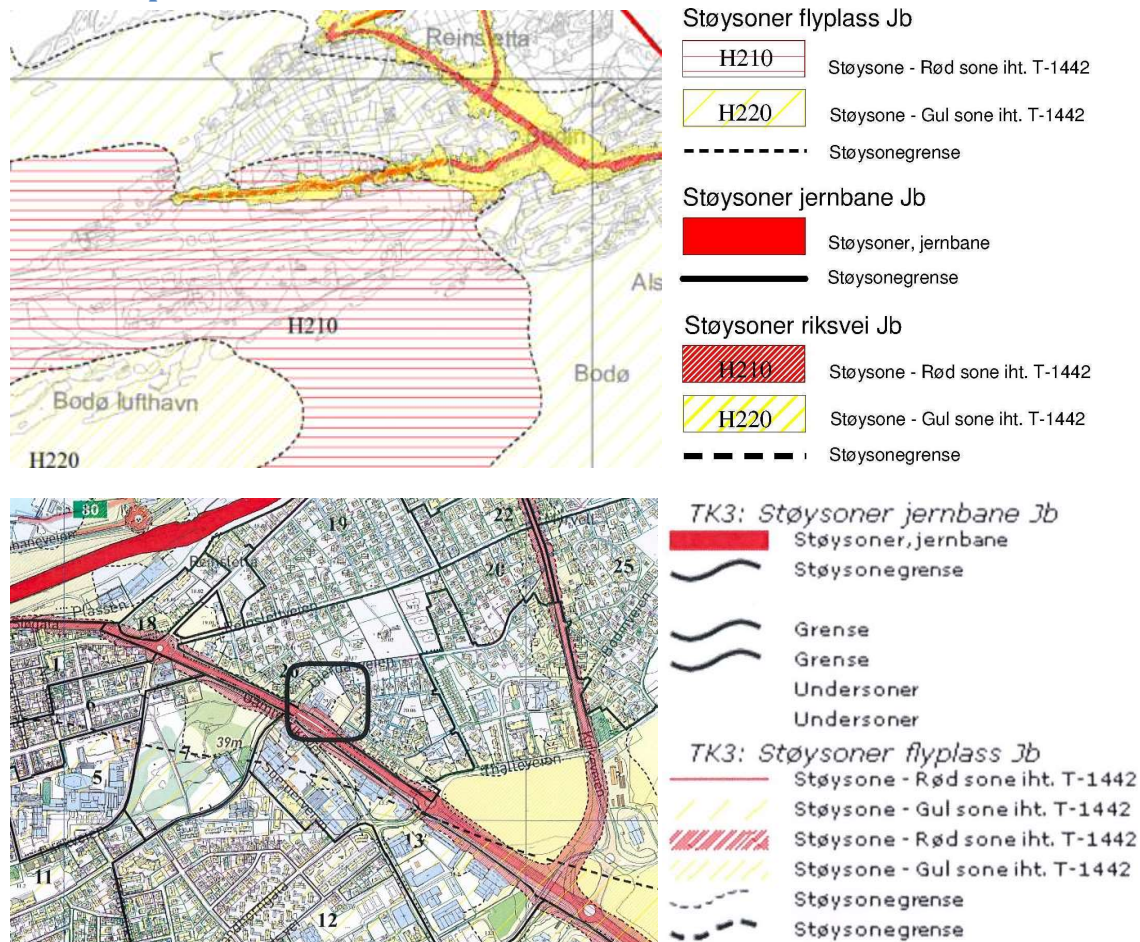 Reinsletta
H210
Als
Bodø
Bodø lufthavn
H220
Støysoner flyplass Jb
H210 Støysone - Rød sone iht. T-1442
H220 Støysone - Gul sone iht. T-1442
Støysonegrense
Støysoner jernbane Jb
Støysoner, jernbane
Støysonegrense
Støysoner riksvei Jb
H210 Støysone - Rød sone iht. T-1442
H220 Støysone - Gul sone iht. T-1442
Støysonegrense
80
19
22
20
25
Reinsletta
Plassen
18
1
6
7
39m
5
Thalleveien
13
11
12
TK3: Støysoner jernbane Jb
Støysoner,jernbane
Støysonegrense
Grense
Grense
Undersoner
Undersoner
TK3: Støysoner flyplass Jb
Støysone - Rød sone iht. T-1442
Støysone - Gul sone iht. T-1442
Støysone - Rød sone iht. T-1442
Støysone - Gul sone iht. T-1442
Støysonegrense
Støysonegrense